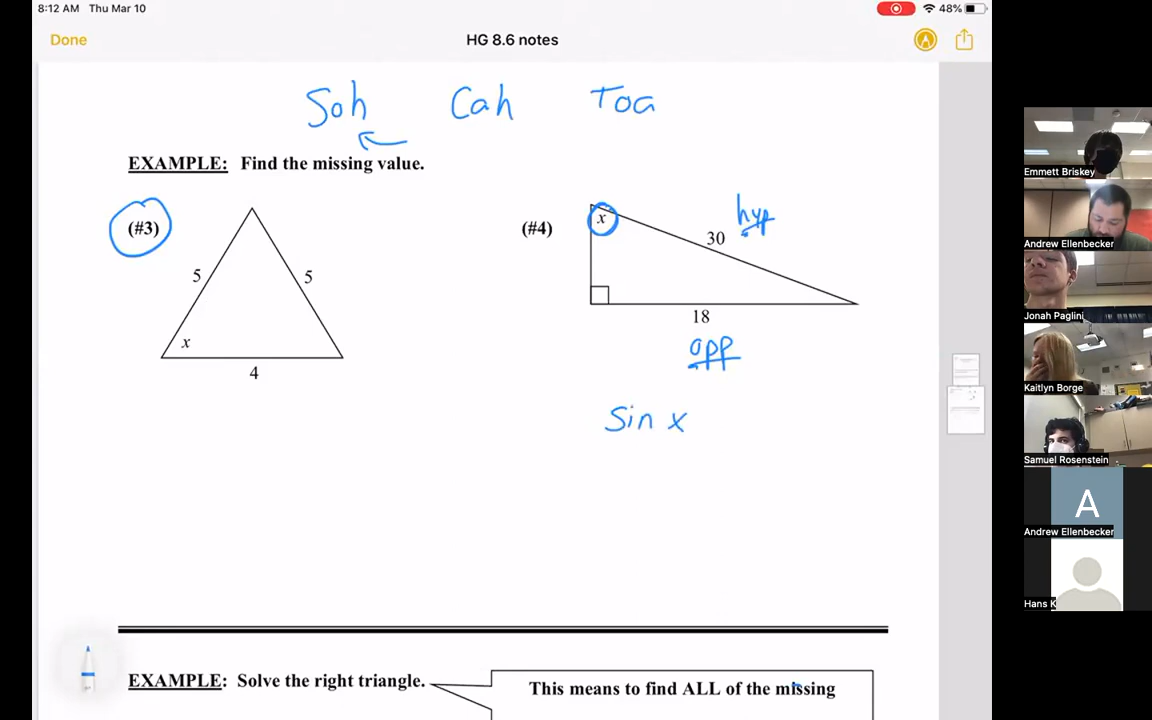 8:12 AM Thu Mar 10
48%
Done
HG 8.6 notes
Soh Cah Toa
EXAMPLE: Find the missing value.
(#3)
5
5
x
4
(#4)
x
hyp
30
18
opp
Sin x
EXAMPLE: Solve the right triangle.
This means to find ALL of the missing
Emmett Briskey
Andrew Ellenbecker
Jonah Paglini
Kaitlyn Borge
Samuel Rosenstein
A
Andrew Ellenbecker
Hans K